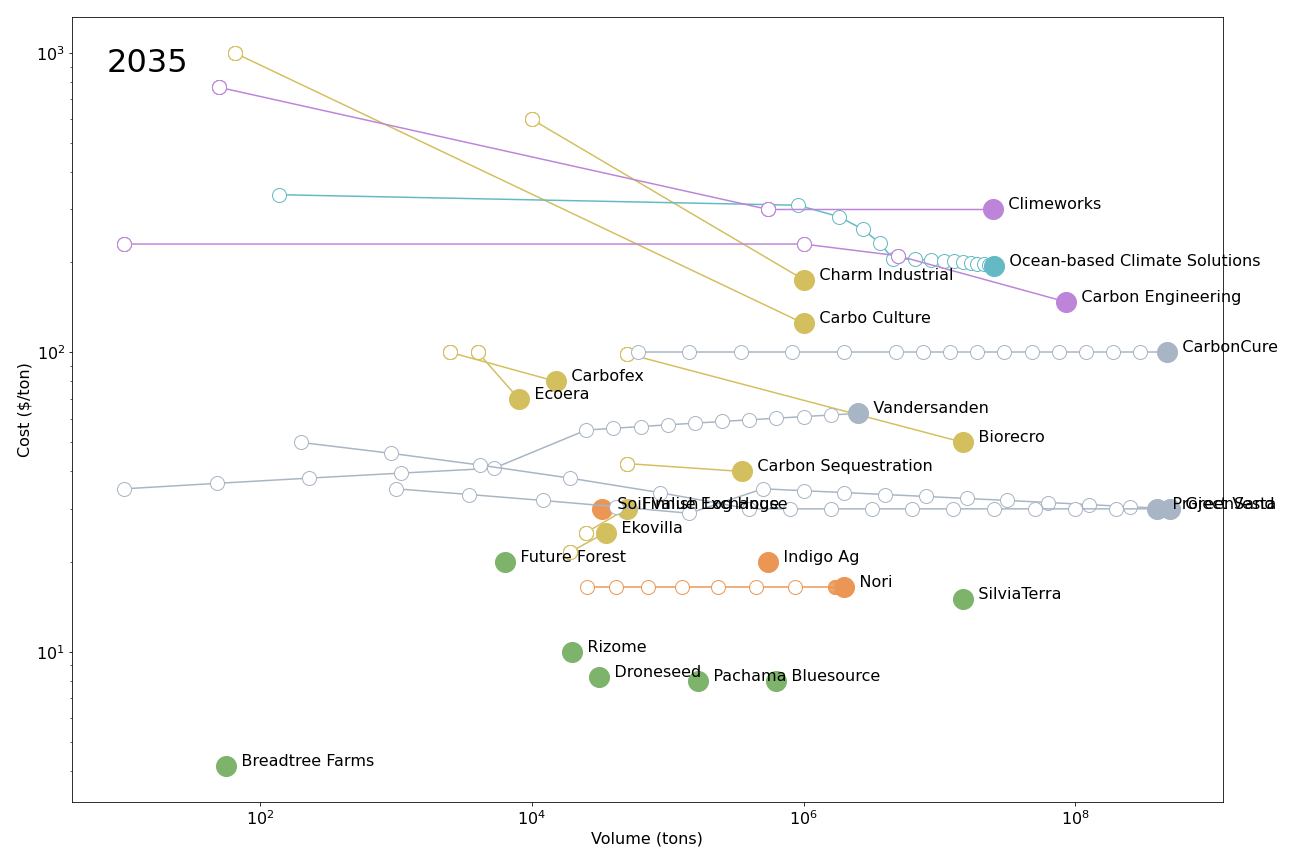 2035
10³
Climeworks
Ocean-based Climate Solutions
Charm Industrial
Carbon Engineering
Carbo Culture
10²
CarbonCure
Carbofex
Ecoera
Vandersanden
Biorecro
Carbon Sequestration
Ekovilla
Future Forest
Indigo Ag
Nori
SilviaTerra
10¹
Rizome
Droneseed
Pachama Bluesource
Breadtree Farms
10² 10⁴ 10⁶ 10⁸
Volume (tons)
Cost ($/ton)